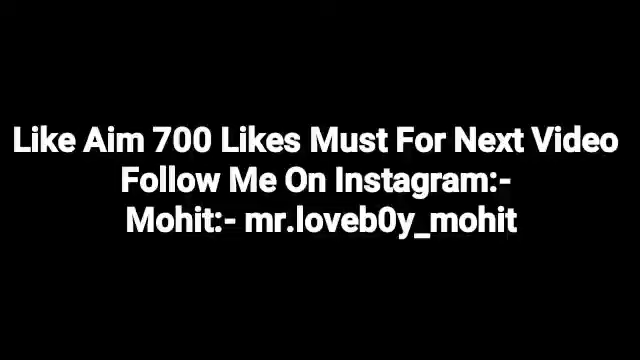 Like Aim 700 Likes Must For Next Video
Follow Me On Instagram:-
Mohit:- mr.loveb0y_mohit